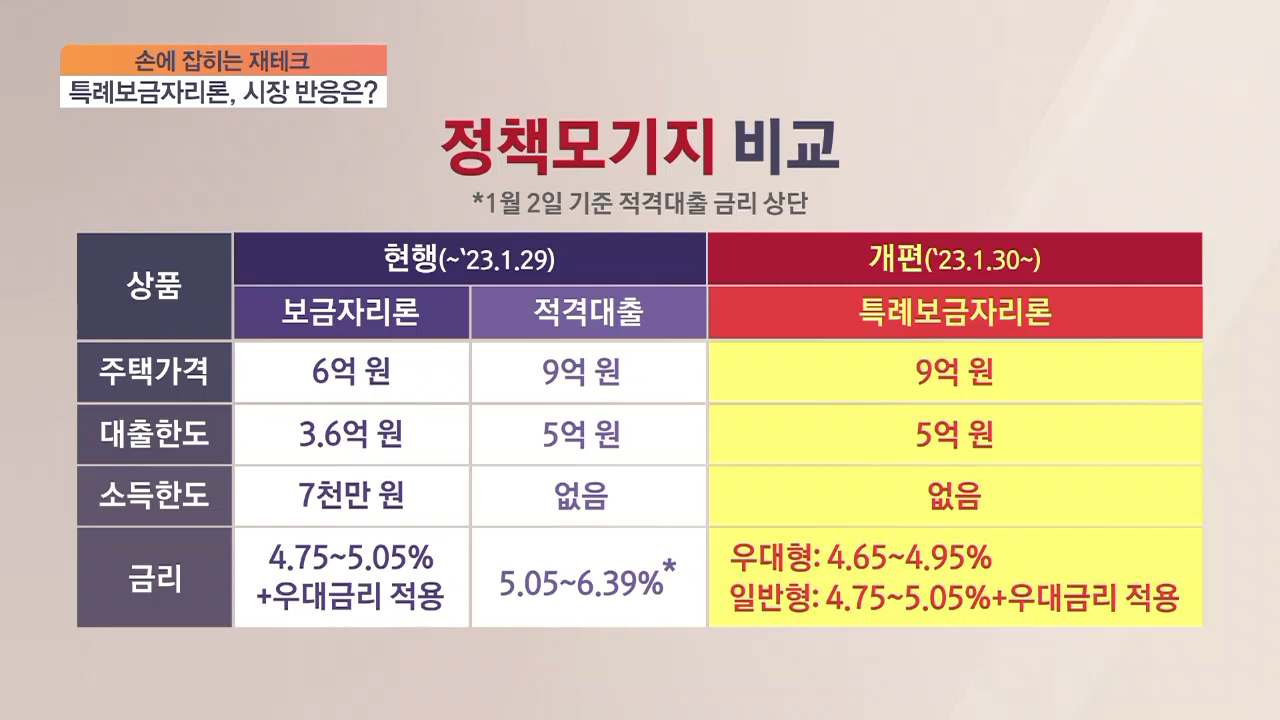 손에 잡히는 재테크
특례보금자리론, 시장 반응은?
정책모기지 비교
*1월 2일 기준 적격대출 금리 상단
상품
현행(~‘23.1.29)
개편(‘23.1.30~)
보금자리론
적격대출
특례보금자리론
주택가격
6억 원
9억 원
9억 원
대출한도
3.6억 원
5억 원
5억 원
소득한도
7천만 원
없음
없음
금리
4.75~5.05%
+우대금리 적용
5.05~6.39%*
우대형: 4.65~4.95%
일반형: 4.75~5.05%+우대금리 적용